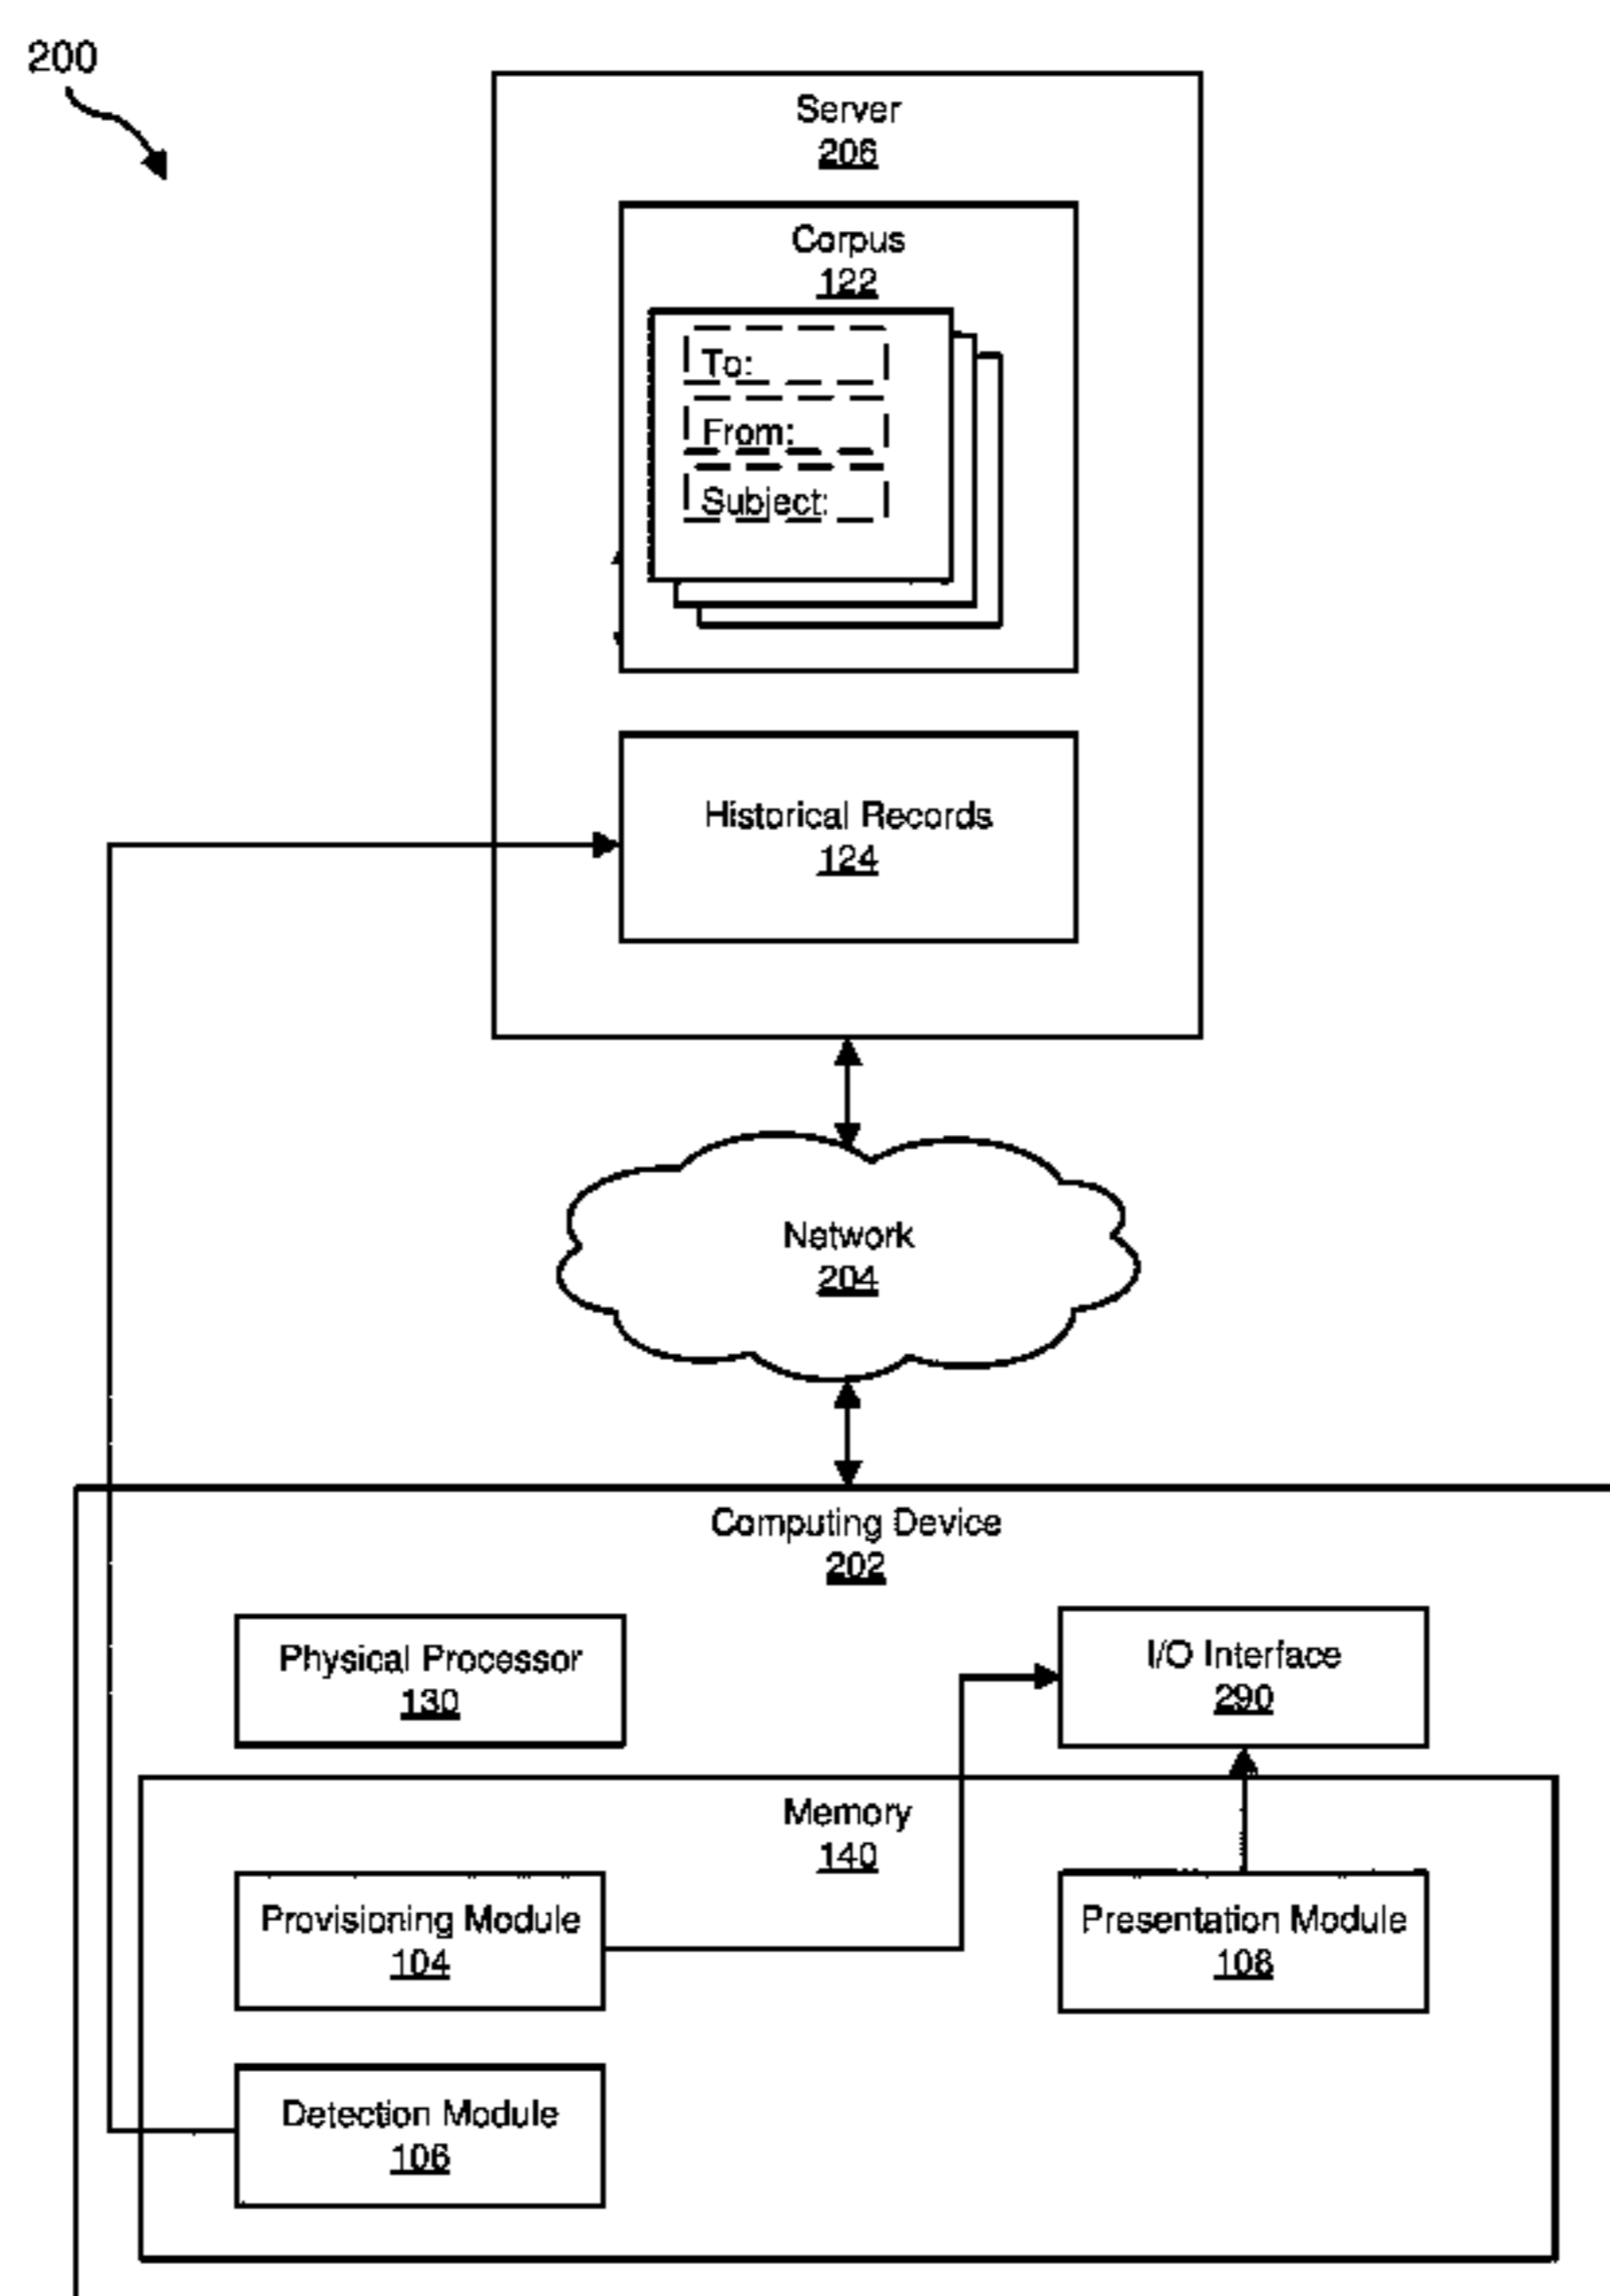 200
Server
206
Corpus
122
To:
From:
Subject:
Historical Records
124
Network
204
Computing Device
202
Physical Processor
130
I/O Interface
290
Memory
140
Provisioning Module
104
Presentation Module
108
Detection Module
106